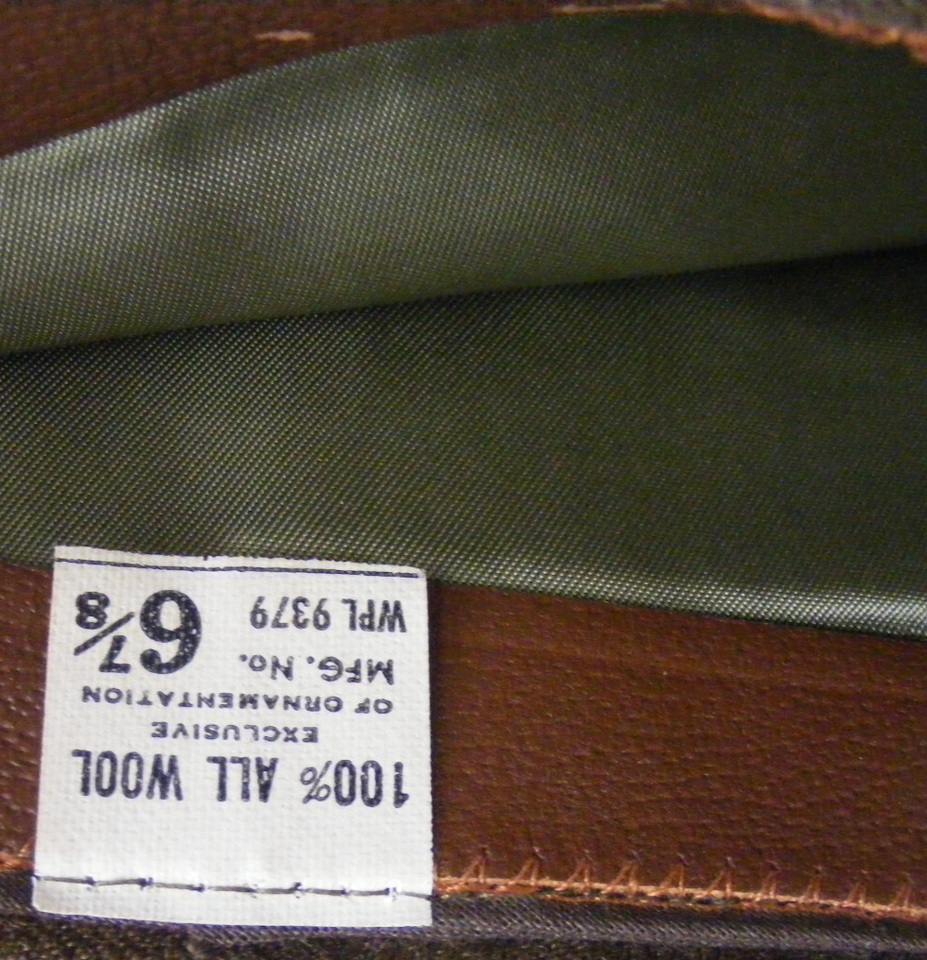 100% ALL WOOL
EXCLUSIVE
OF ORNAMENTATION
MFG. No.
WPL 9379
6 7/8